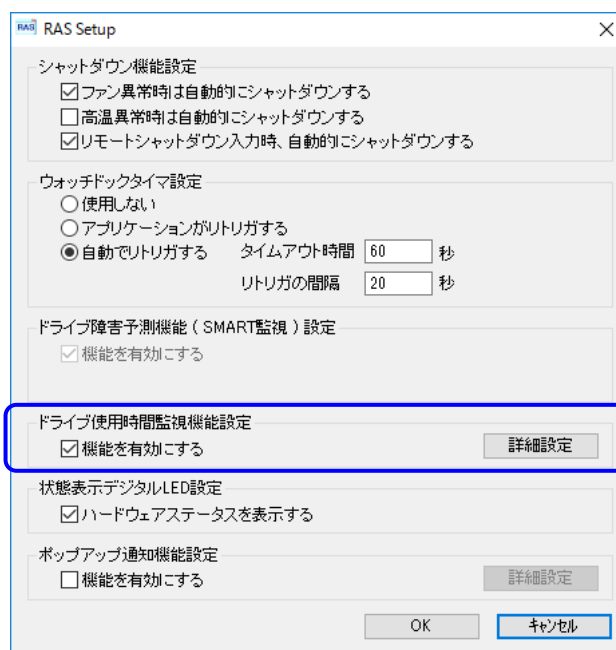 RAS RAS Setup
シャットダウン機能設定
ファン異常時は自動的にシャットダウンする
高温異常時は自動的にシャットダウンする
リモートシャットダウン入力時、自動的にシャットダウンする
ウォッチドックタイマ設定
使用しない
アプリケーションがリトリガする
自動でリトリガする タイムアウト時間 60 秒
リトリガの間隔 20 秒
ドライブ障害予測機能(SMART監視)設定
機能を有効にする
ドライブ使用時間監視機能設定
機能を有効にする 詳細設定
状態表示デジタルLED設定
ハードウェアステータスを表示する
ポップアップ通知機能設定
機能を有効にする 詳細設定
OK キャンセル